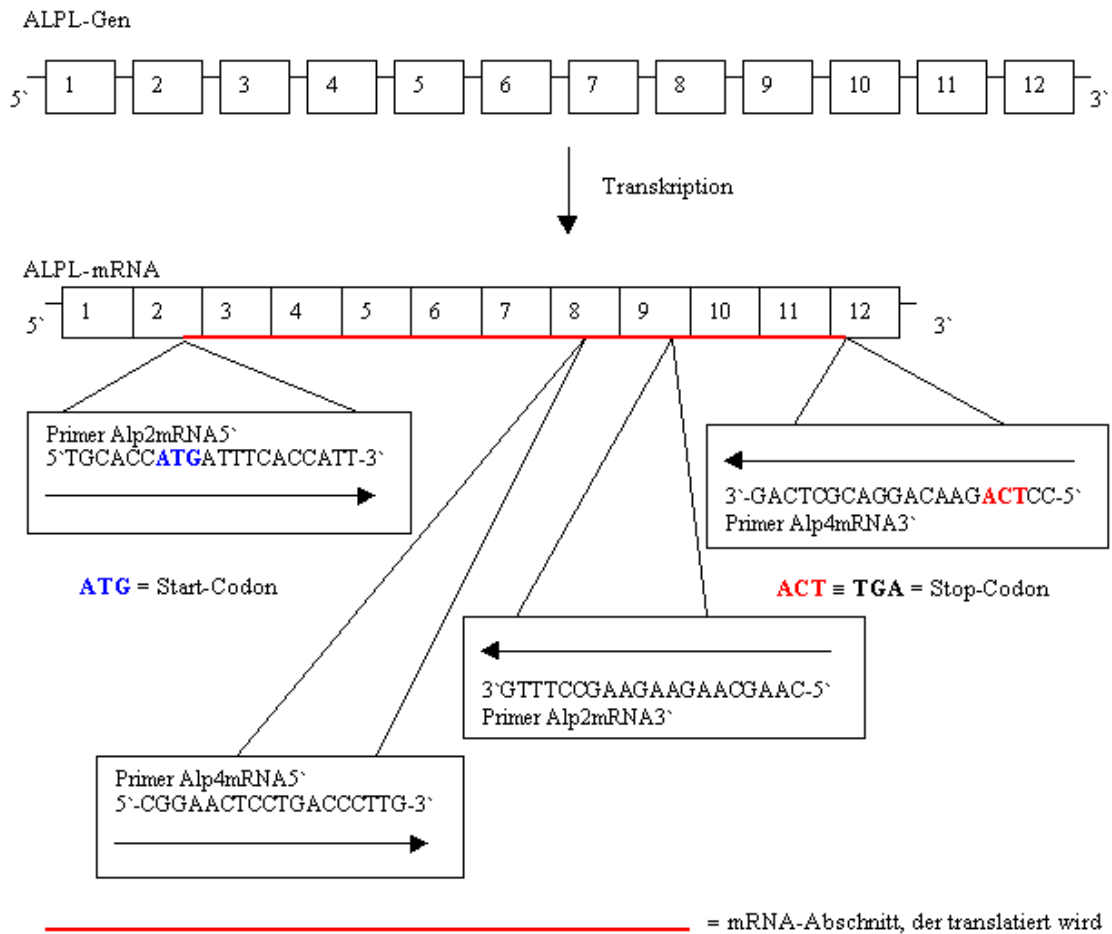 ALPL-Gen
5` 1 2 3 4 5 6 7 8 9 10 11 12 3`
Transkription
ALPL-mRNA
5` 1 2 3 4 5 6 7 8 9 10 11 12 3`
Primer Alp2mRNA5`
5`TGCACCATGATTTCACCATT-3`
3`-GACTCGCAGGACAAGACTCC-5`
Primer Alp4mRNA3`
ATG = Start-Codon
ACT ≡ TGA = Stop-Codon
3`GTTTCCGAAGAAGAACGAAC-5`
Primer Alp2mRNA3`
Primer Alp4mRNA5`
5`-CGGAACTCCTGACCCTTG-3`
= mRNA-Abschnitt, der translatiert wird